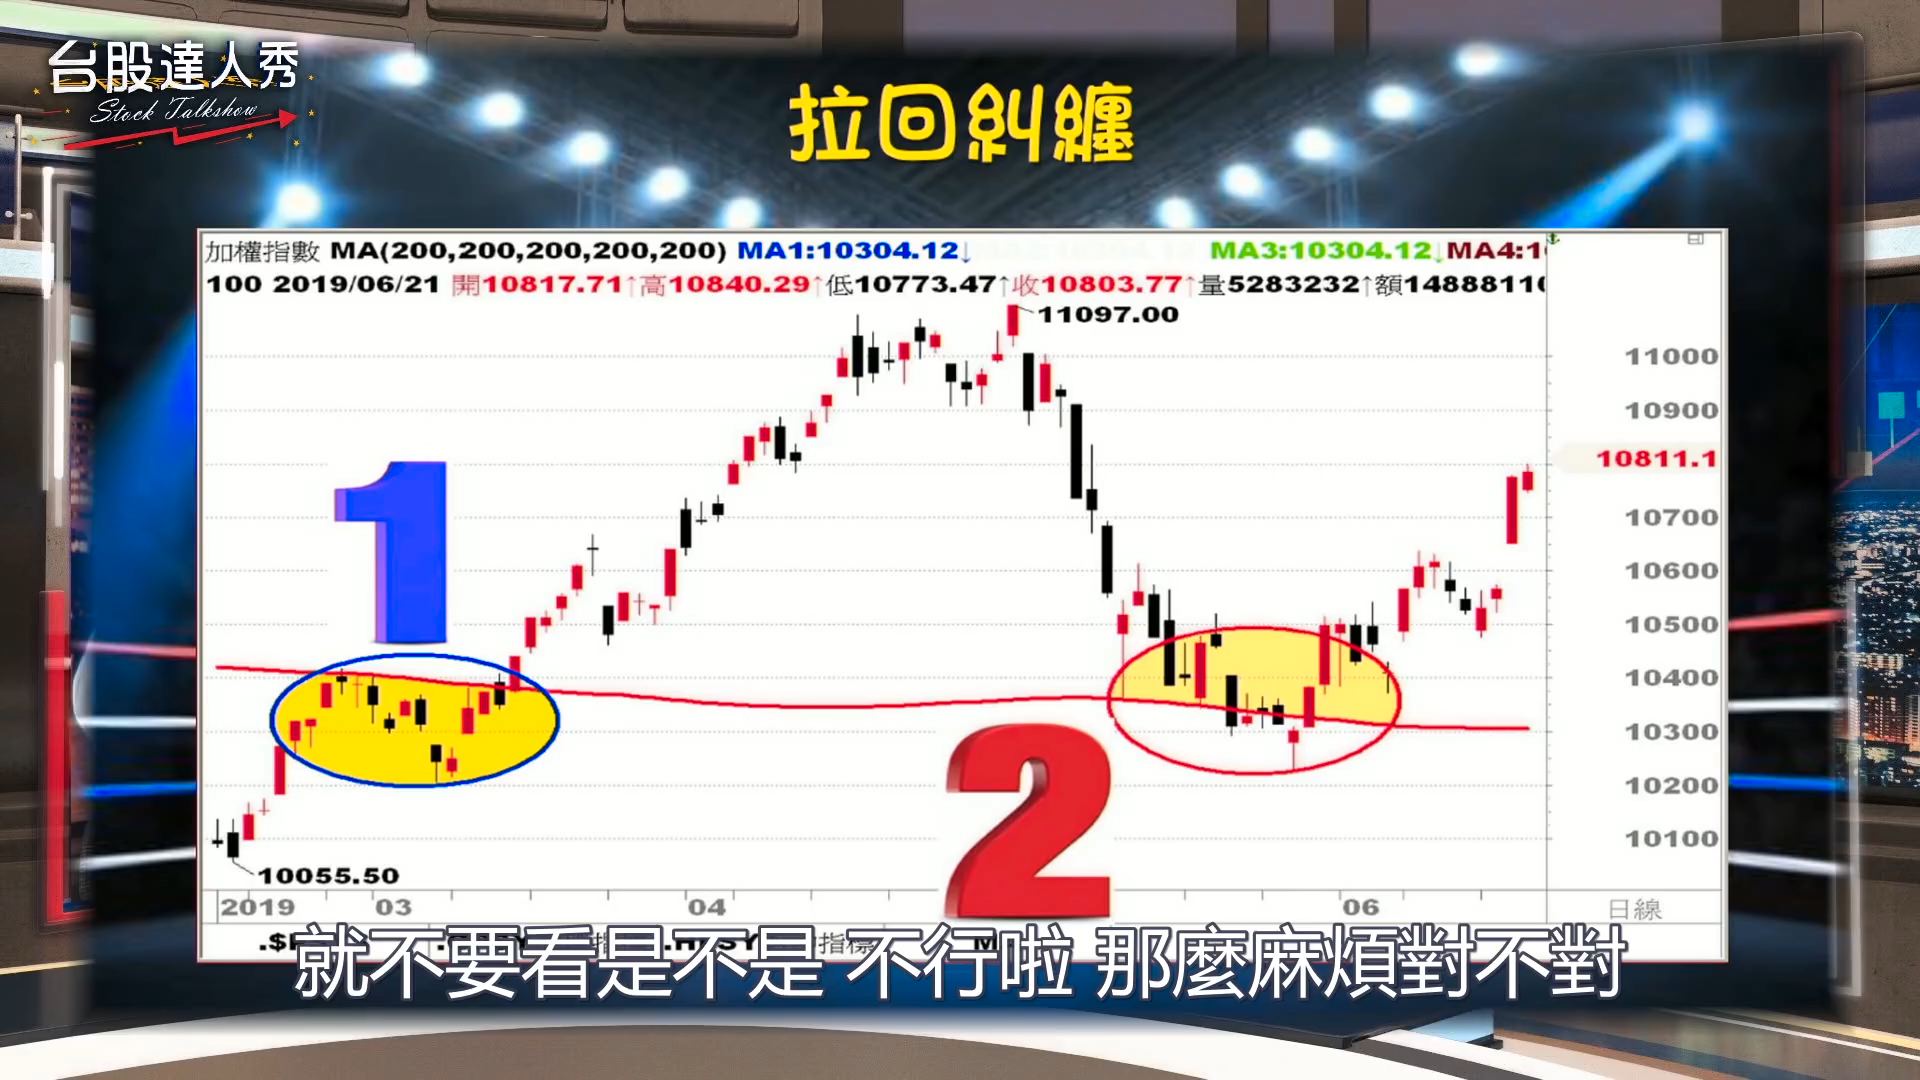 台股達人秀
Stock Talkshow
拉回糾纏
加權指數 MA(200,200,200,200,200) MA1:10304.12↓ MA3:10304.12↓ MA4:1
100 2019/06/21 開10817.71↑高10840.29↑低10773.47↑收10803.77↑量5283232↑額1488811
11097.00
11000
10900
10811.1
10700
10600
10500
10400
10300
10200
10100
1
2
10055.50
2019 03 04 06 日線
就不要看是不是 不行啦 那麼麻煩對不對